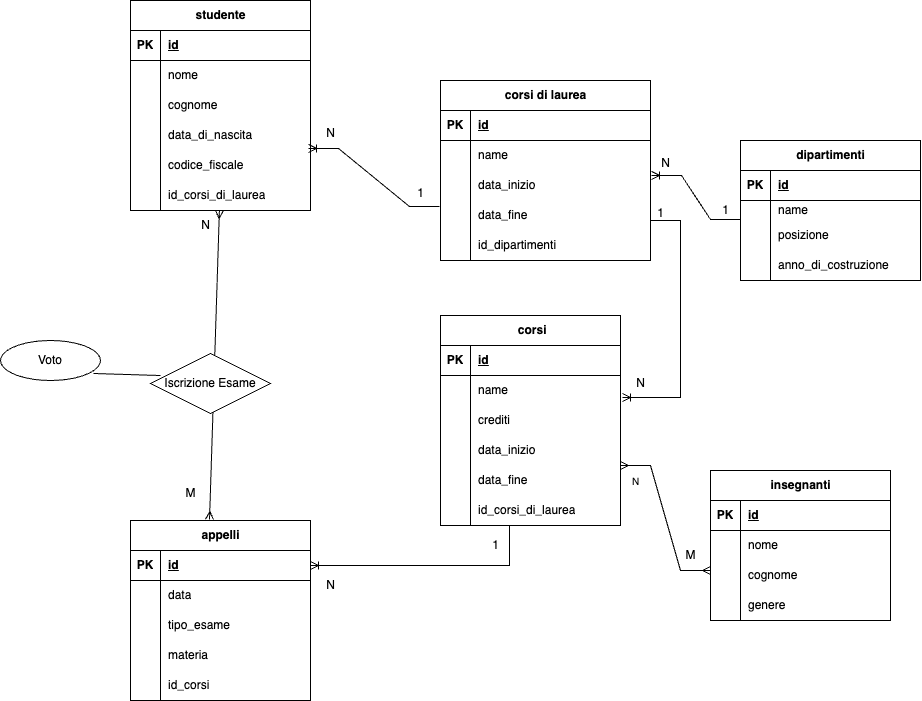 studente
PK id
nome
cognome
data_di_nascita
codice_fiscale
id_corsi_di_laurea
N
1
N
corsi di laurea
PK id
name
data_inizio
data_fine
id_dipartimenti
N
1
1
dipartimenti
PK id
name
posizione
anno_di_costruzione
Voto
Iscrizione Esame
M
corsi
PK id
name
crediti
data_inizio
data_fine
id_corsi_di_laurea
N
N
M
1
N
insegnanti
PK id
nome
cognome
genere
appelli
PK id
data
tipo_esame
materia
id_corsi